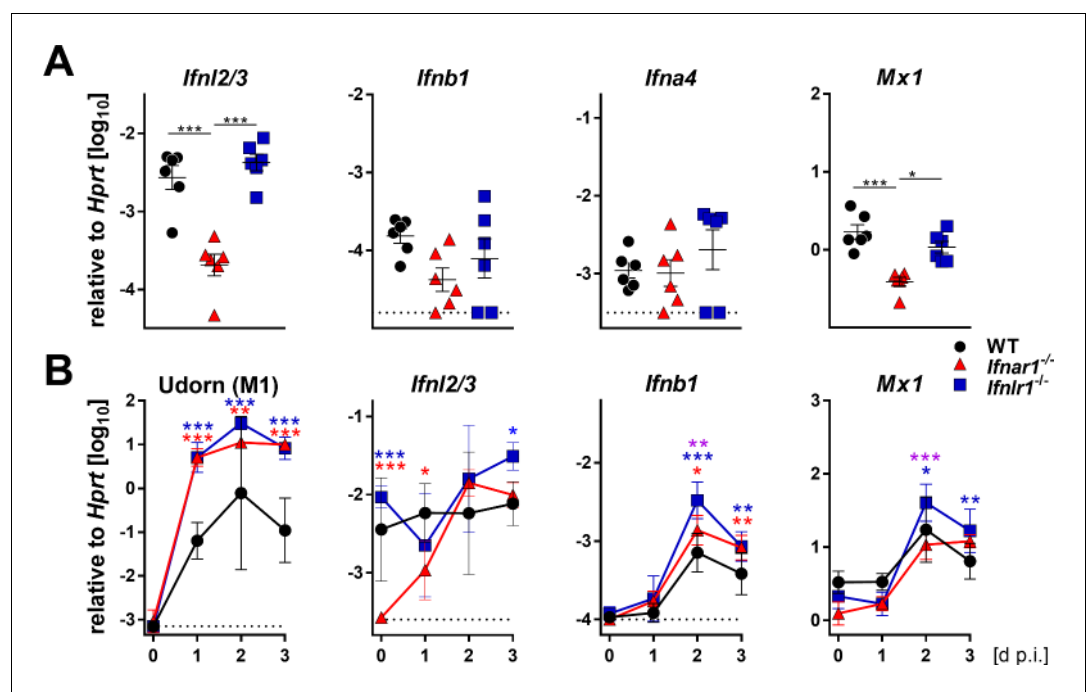 A
Ifnl2/3
Ifnb1
Ifna4
Mx1
relative to Hprt [log10]
-2
-3
-4
*** ***
-2
-4
-1
-2
-3
2
1
0
-1
*** *
WT
Ifnar1-/-
Ifnlr1-/-
B
Udorn (M1)
Ifnl2/3
Ifnb1
Mx1
relative to Hprt [log10]
2
1
0
-1
-2
-3
***
***
***
**
***
***
0 1 2 3
-1
-2
-3
***
***
*
*
0 1 2 3
-1
-2
-3
-4
**
***
*
**
**
0 1 2 3
3
2
1
0
***
*
**
0 1 2 3
[d p.i.]